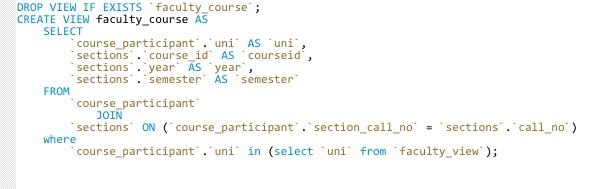 DROP VIEW IF EXISTS `faculty_course`;
CREATE VIEW faculty_course AS
    SELECT
        `course_participant`.`uni` AS `uni`,
        `sections`.`course_id` AS `courseid`,
        `sections`.`year` AS `year`,
        `sections`.`semester` AS `semester`
    FROM
        `course_participant`
            JOIN
        `sections` ON (`course_participant`.`section_call_no` = `sections`.`call_no`)
    where
        `course_participant`.`uni` in (select `uni` from `faculty_view`);